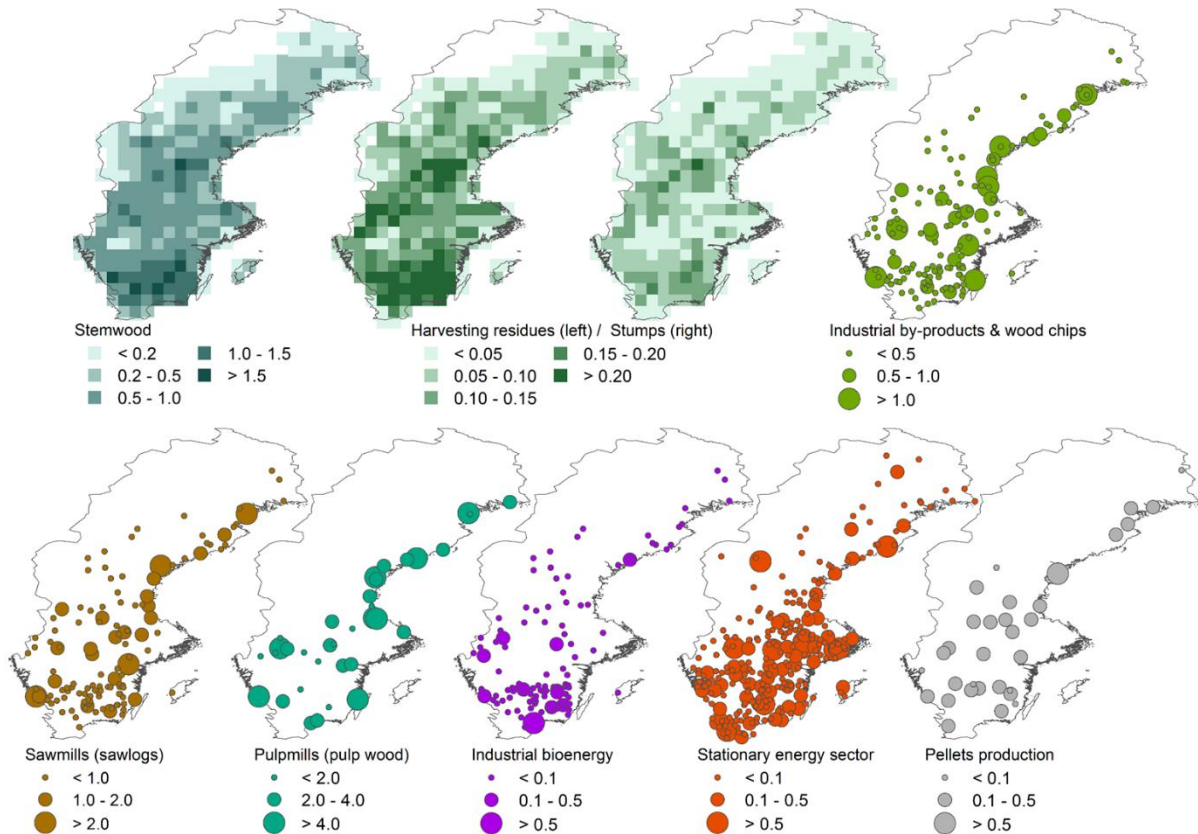 Stemwood
< 0.2
1.0 - 1.5
0.2 - 0.5
> 1.5
0.5 - 1.0
Harvesting residues (left) / Stumps (right)
< 0.05
0.15 - 0.20
0.05 - 0.10
> 0.20
0.10 - 0.15
Industrial by-products & wood chips
< 0.5
0.5 - 1.0
> 1.0
Sawmills (sawlogs)
< 1.0
1.0 - 2.0
> 2.0
Pulpmills (pulp wood)
< 2.0
2.0 - 4.0
> 4.0
Industrial bioenergy
< 0.1
0.1 - 0.5
> 0.5
Stationary energy sector
< 0.1
0.1 - 0.5
> 0.5
Pellets production
< 0.1
0.1 - 0.5
> 0.5